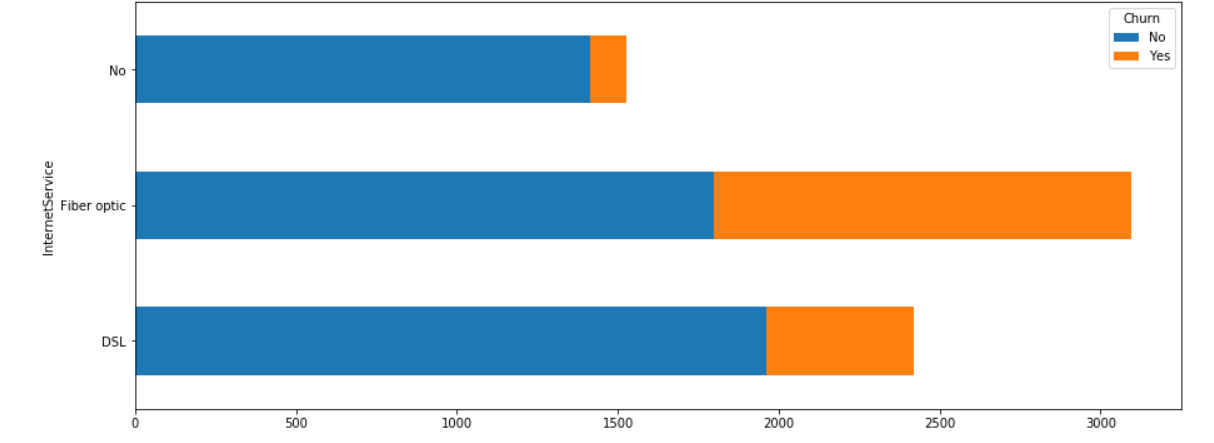 Churn
No
Yes
No
Fiber optic
DSL
InternetService
0 500 1000 1500 2000 2500 3000